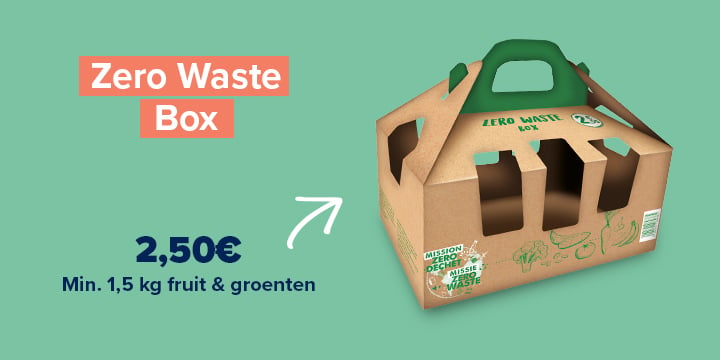 Zero Waste
Box
2,50€
Min. 1,5 kg fruit & groenten
ZERO WASTE
BOX
MISSION
ZERO
DÉCHET
MISSIE
ZERO
WASTE